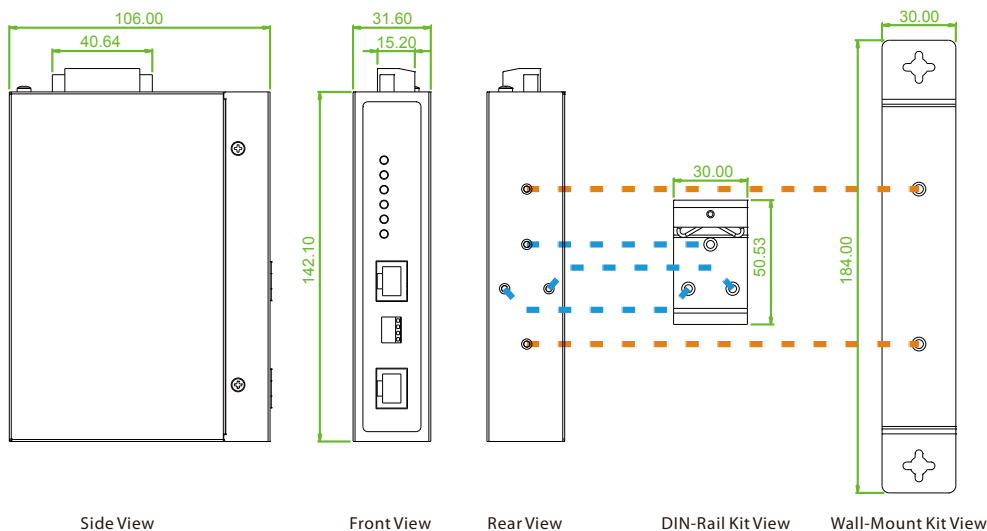 106.00
31.60
30.00
40.64
15.20
30.00
142.10
50.53
184.00
Side View
Front View
Rear View
DIN-Rail Kit View
Wall-Mount Kit View